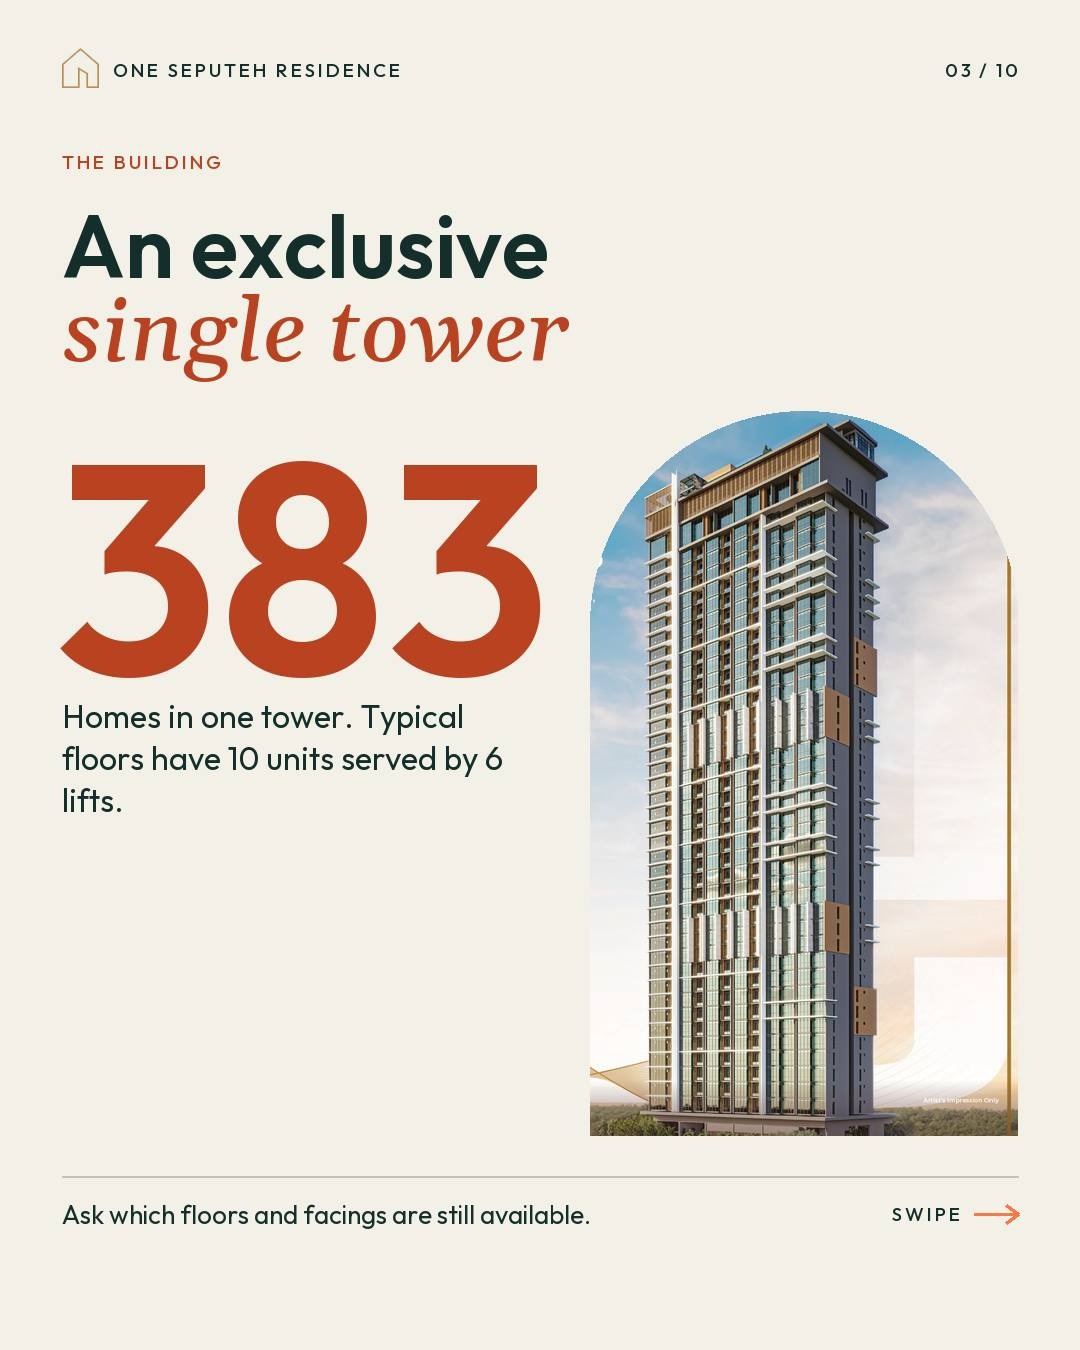 ONE SEPUTEH RESIDENCE
03 / 10
THE BUILDING
An exclusive
single tower
383
Homes in one tower. Typical
floors have 10 units served by 6
lifts.
Artist's Impression Only
Ask which floors and facings are still available.
SWIPE